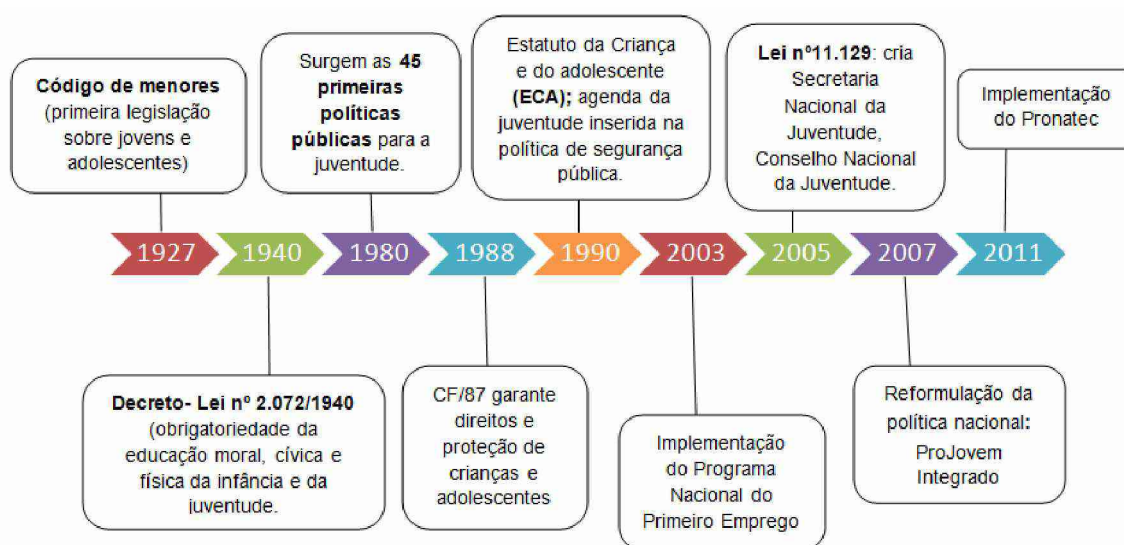 Código de menores
(primeira legislação
sobre jovens e
adolescentes)
Surgem as 45
primeiras
políticas
públicas para a
juventude.
Estatuto da Criança
e do adolescente
(ECA); agenda da
juventude inserida na
política de segurança
pública.
Lei nº11.129: cria
Secretaria
Nacional da
Juventude,
Conselho Nacional
da Juventude.
Implementação
do Pronatec
1927 1940 1980 1988 1990 2003 2005 2007 2011
Decreto- Lei nº 2.072/1940
(obrigatoriedade da
educação moral, cívica e
física da infância e da
juventude.
CF/87 garante
direitos e
proteção de
crianças e
adolescentes
Implementação
do Programa
Nacional do
Primeiro Emprego
Reformulação da
política nacional:
ProJovem
Integrado